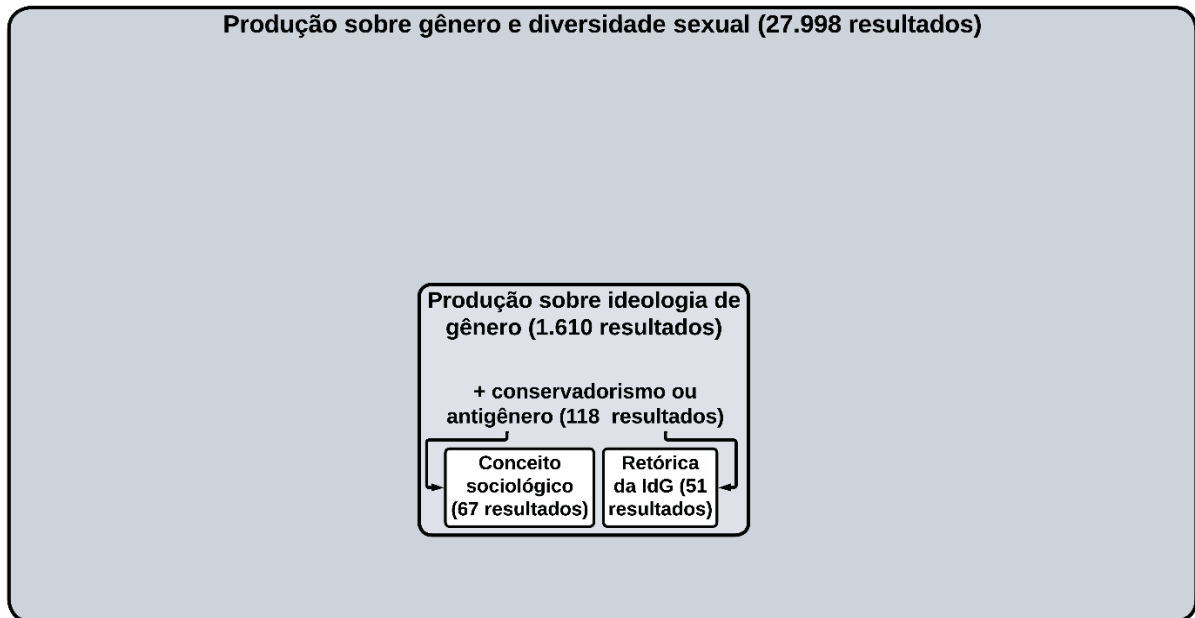 Produção sobre gênero e diversidade sexual (27.998 resultados)
Produção sobre ideologia de
gênero (1.610 resultados)
+ conservadorismo ou
antigênero (118 resultados)
Conceito
sociológico
(67 resultados)
Retórica
da IdG (51
resultados)